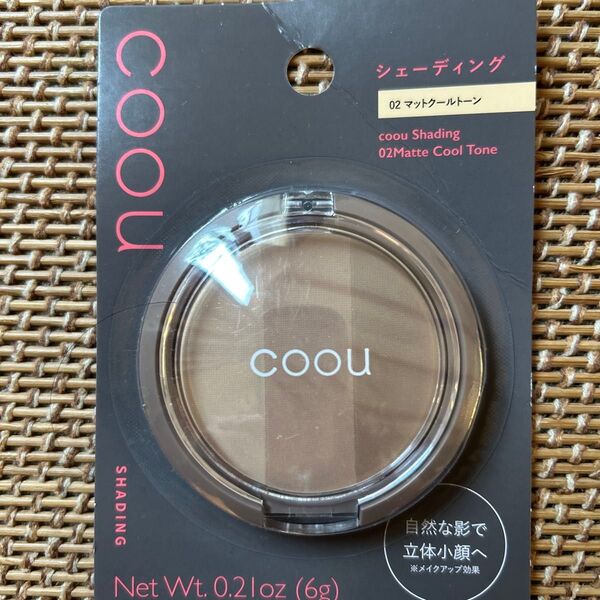 coou
シェーディング
02 マットクールトーン
coou Shading
02Matte Cool Tone
coou
SHADING
自然な影で
立体小顔へ
※メイクアップ効果
Net Wt. 0.21oz (6g)